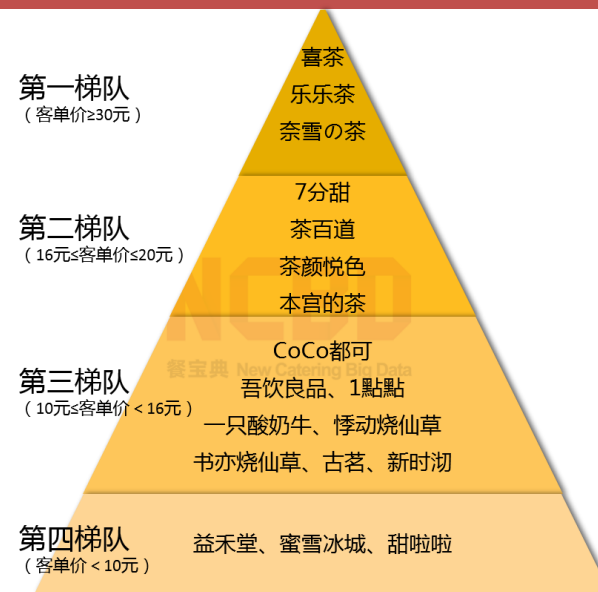 喜茶
第一梯队
乐乐茶
（客单价≥30元）
奈雪の茶
7分甜
第二梯队
茶百道
（16元≤客单价≤20元）
茶颜悦色
本宫的茶
NCBD
餐宝典 New Catering Big Data
CoCo都可
第三梯队
吾饮良品、1點點
（10元≤客单价＜16元）
一只酸奶牛、悸动烧仙草
书亦烧仙草、古茗、新时沏
第四梯队
益禾堂、蜜雪冰城、甜啦啦
（客单价＜10元）